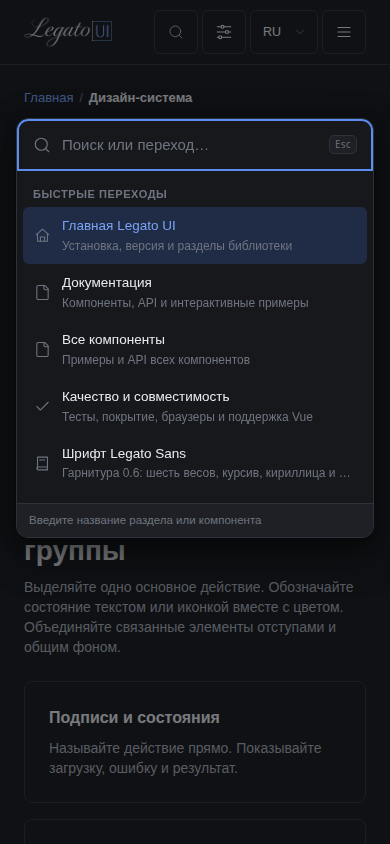 Legato UI
RU
Главная / Дизайн-система
Поиск или переход…
Esc
БЫСТРЫЕ ПЕРЕХОДЫ
Главная Legato UI
Установка, версия и разделы библиотеки
Документация
Компоненты, API и интерактивные примеры
Все компоненты
Примеры и API всех компонентов
Качество и совместимость
Тесты, покрытие, браузеры и поддержка Vue
Шрифт Legato Sans
Гарнитура 0.6: шесть весов, курсив, кириллица и …
Введите название раздела или компонента
группы
Выделяйте одно основное действие. Обозначайте
состояние текстом или иконкой вместе с цветом.
Объединяйте связанные элементы отступами и
общим фоном.
Подписи и состояния
Называйте действие прямо. Показывайте
загрузку, ошибку и результат.